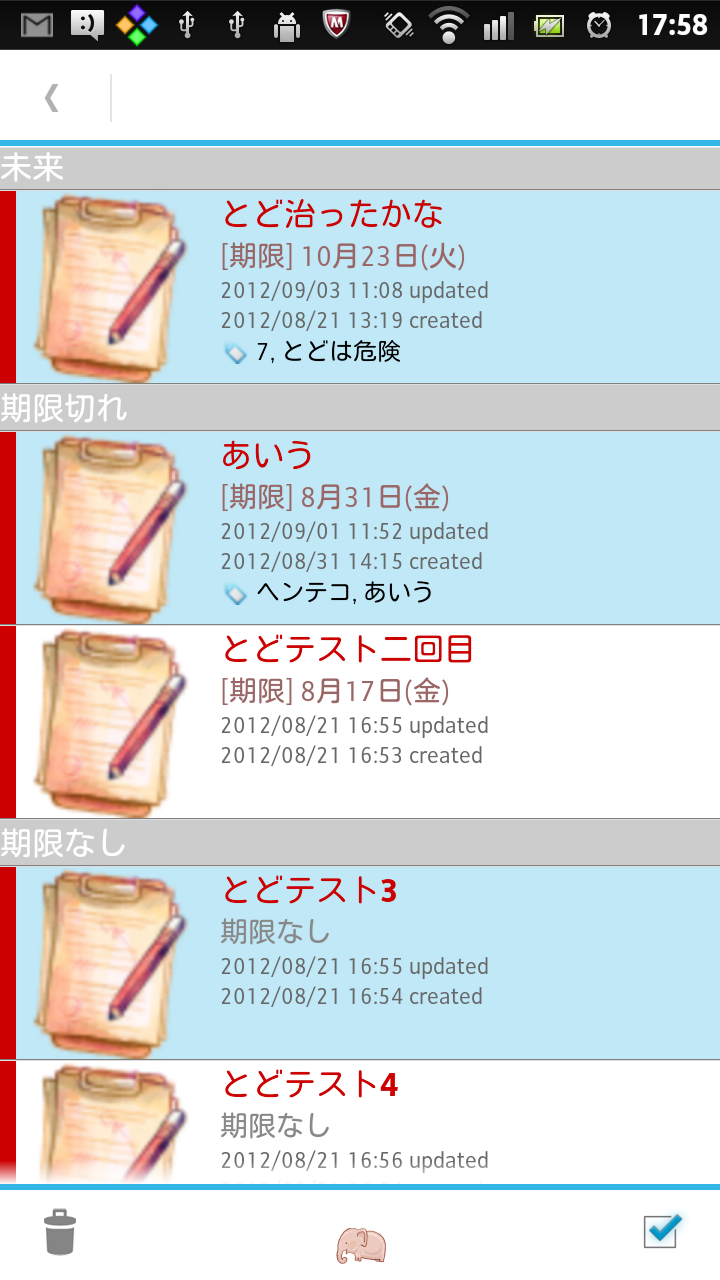 17:58
未来
とど治ったかな
[期限] 10月23日(火)
2012/09/03 11:08 updated
2012/08/21 13:19 created
7, とどは危険
期限切れ
あいう
[期限] 8月31日(金)
2012/09/01 11:52 updated
2012/08/31 14:15 created
ヘンテコ, あいう
とどテスト二回目
[期限] 8月17日(金)
2012/08/21 16:55 updated
2012/08/21 16:53 created
期限なし
とどテスト3
期限なし
2012/08/21 16:55 updated
2012/08/21 16:54 created
とどテスト4
期限なし
2012/08/21 16:56 updated